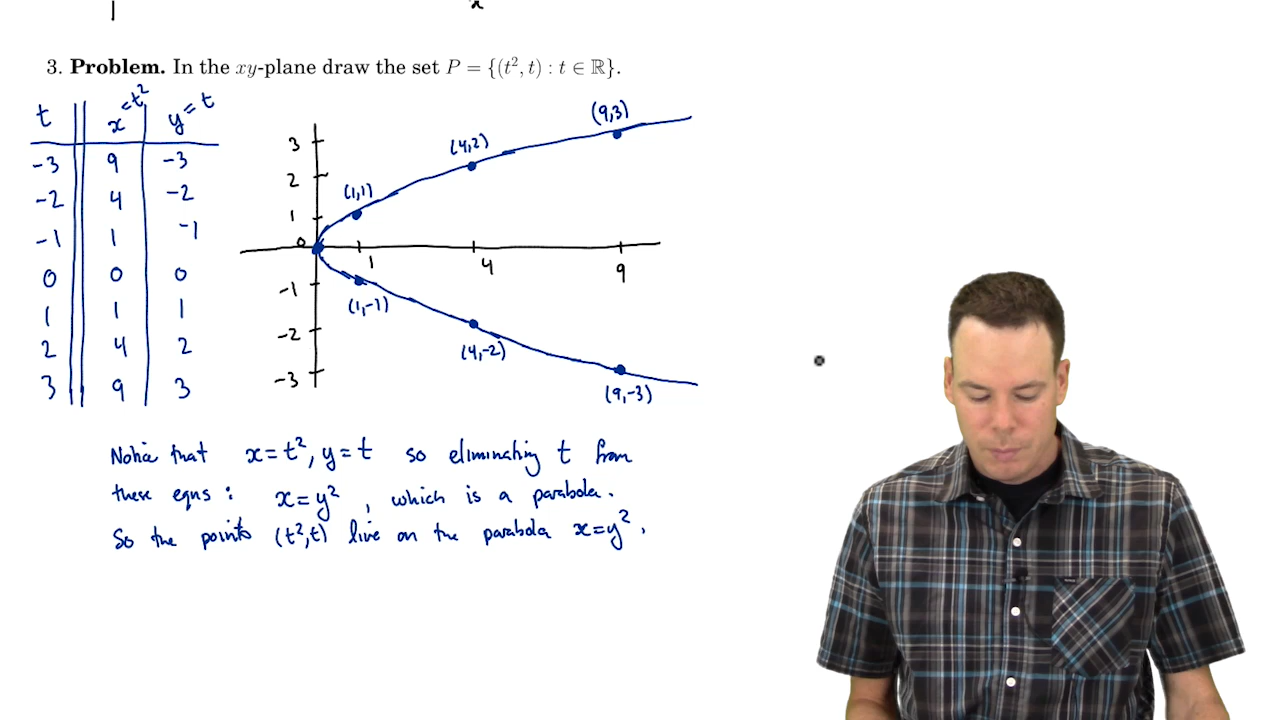 x
3. Problem. In the xy-plane draw the set P = {(t², t) : t ∈ ℝ}.
t x=t² y=t
-3 9 -3
-2 4 -2
-1 1 -1
0 0 0
1 1 1
2 4 2
3 9 3
3
2
1
0
-1
-2
-3
1 4 9
(1,1)
(4,2)
(9,3)
(1,-1)
(4,-2)
(9,-3)
Notice that x=t², y=t so eliminating t from
these eqns: x=y², which is a parabola.
So the points (t²,t) live on the parabola x=y².